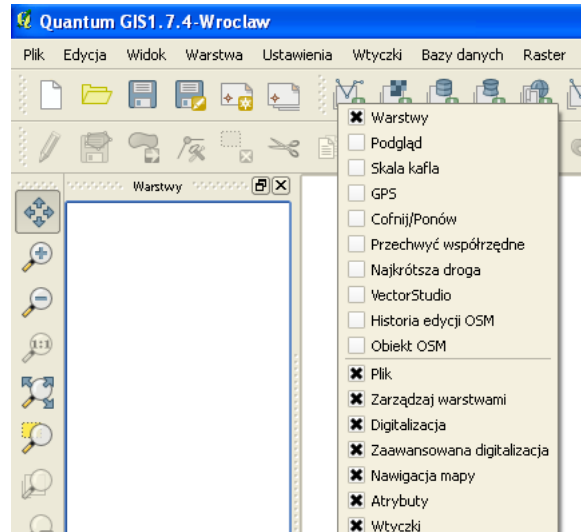 Quantum GIS1.7.4-Wroclaw
Plik Edycja Widok Warstwa Ustawienia Wtyczki Bazy danych Raster
Warstwy
1:1
Warstwy
Podgląd
Skala kafla
GPS
Cofnij/Ponów
Przechwyć współrzędne
Najkrótsza droga
VectorStudio
Historia edycji OSM
Obiekt OSM
Plik
Zarządzaj warstwami
Digitalizacja
Zaawansowana digitalizacja
Nawigacja mapy
Atrybuty
Wtyczki